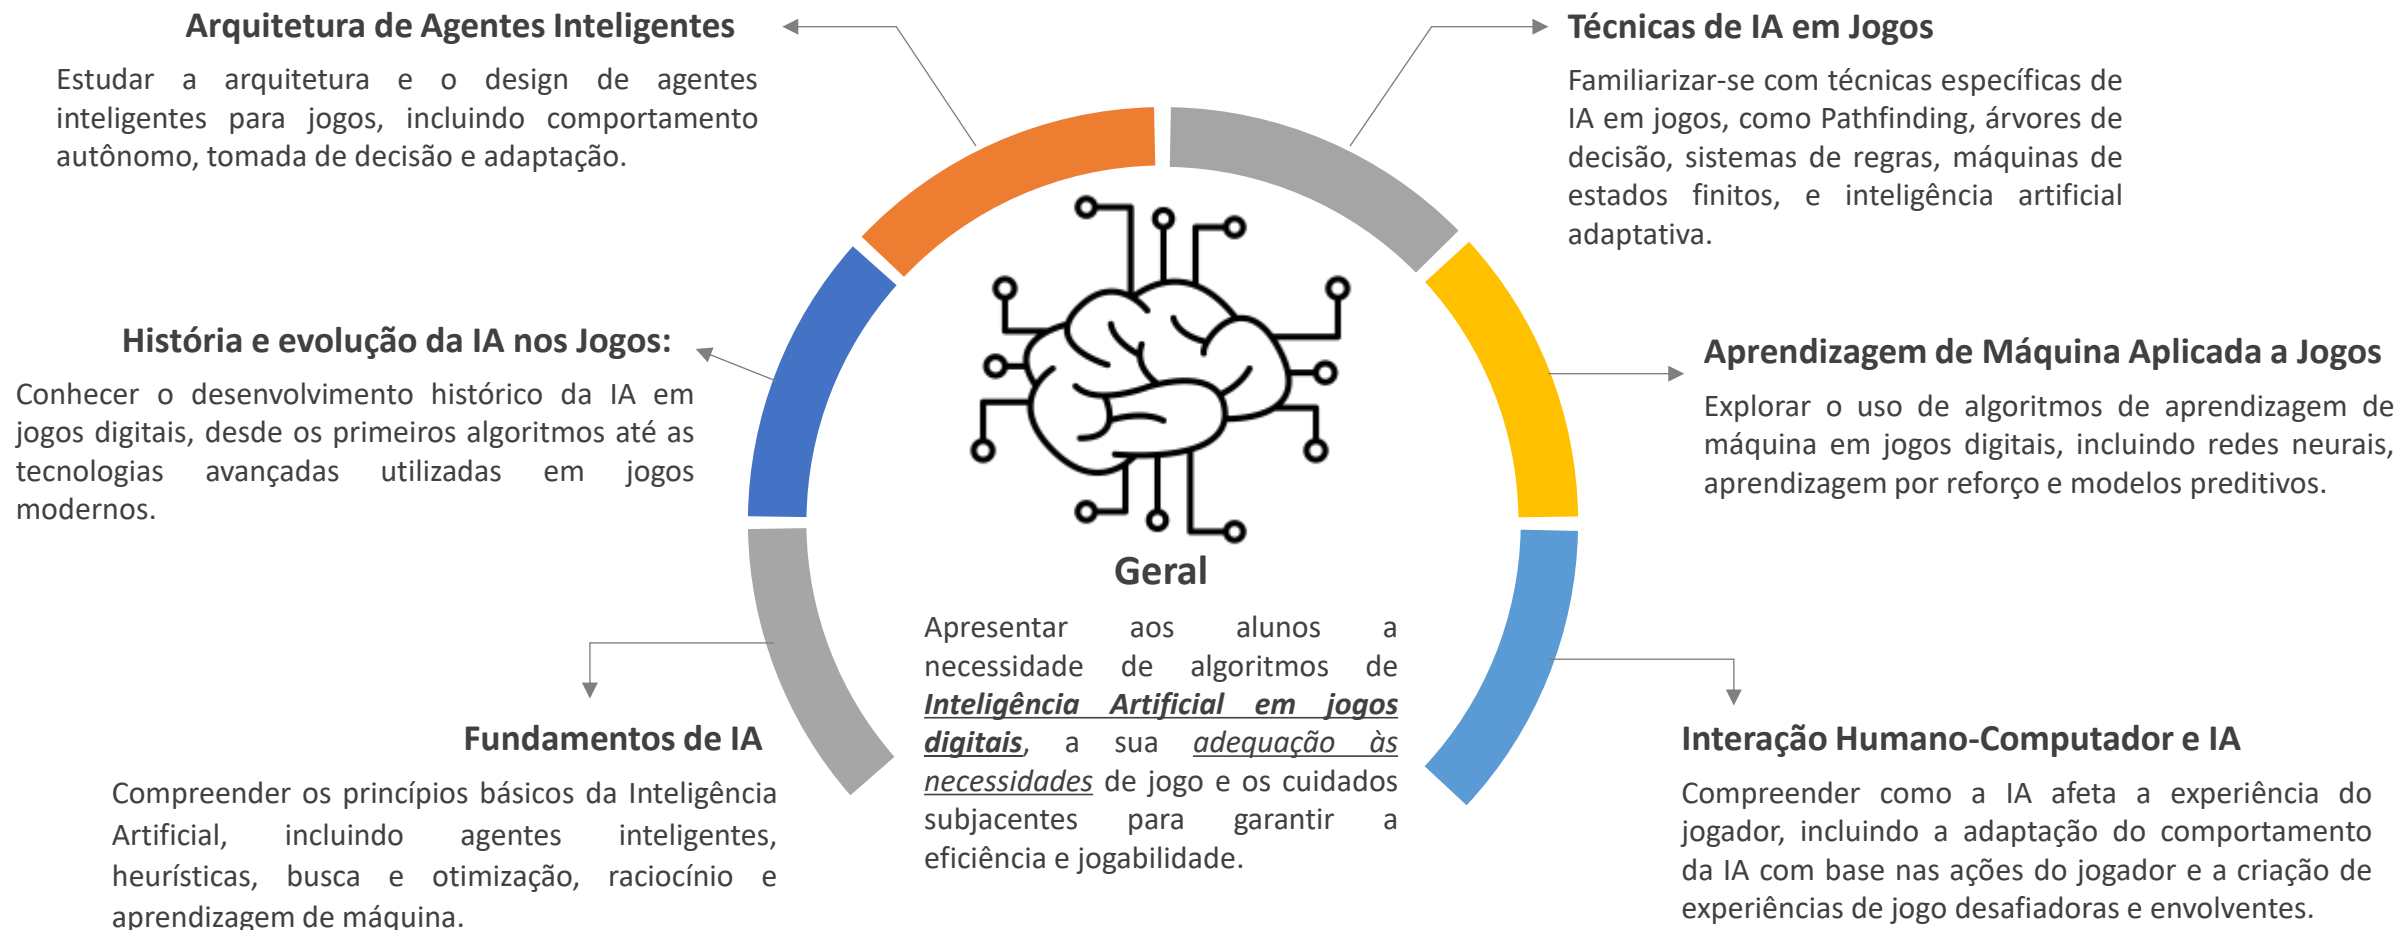 Arquitetura de Agentes Inteligentes
Estudar a arquitetura e o design de agentes
inteligentes para jogos, incluindo comportamento
autônomo, tomada de decisão e adaptação.
História e evolução da IA nos Jogos:
Conhecer o desenvolvimento histórico da IA em
jogos digitais, desde os primeiros algoritmos até as
tecnologias avançadas utilizadas em jogos
modernos.
Fundamentos de IA
Compreender os princípios básicos da Inteligência
Artificial, incluindo agentes inteligentes,
heurísticas, busca e otimização, raciocínio e
aprendizagem de máquina.
Geral
Apresentar aos alunos a
necessidade de algoritmos de
Inteligência Artificial em jogos
digitais, a sua adequação às
necessidades de jogo e os cuidados
subjacentes para garantir a
eficiência e jogabilidade.
Técnicas de IA em Jogos
Familiarizar-se com técnicas específicas de
IA em jogos, como Pathfinding, árvores de
decisão, sistemas de regras, máquinas de
estados finitos, e inteligência artificial
adaptativa.
Aprendizagem de Máquina Aplicada a Jogos
Explorar o uso de algoritmos de aprendizagem de
máquina em jogos digitais, incluindo redes neurais,
aprendizagem por reforço e modelos preditivos.
Interação Humano-Computador e IA
Compreender como a IA afeta a experiência do
jogador, incluindo a adaptação do comportamento
da IA com base nas ações do jogador e a criação de
experiências de jogo desafiadoras e envolventes.